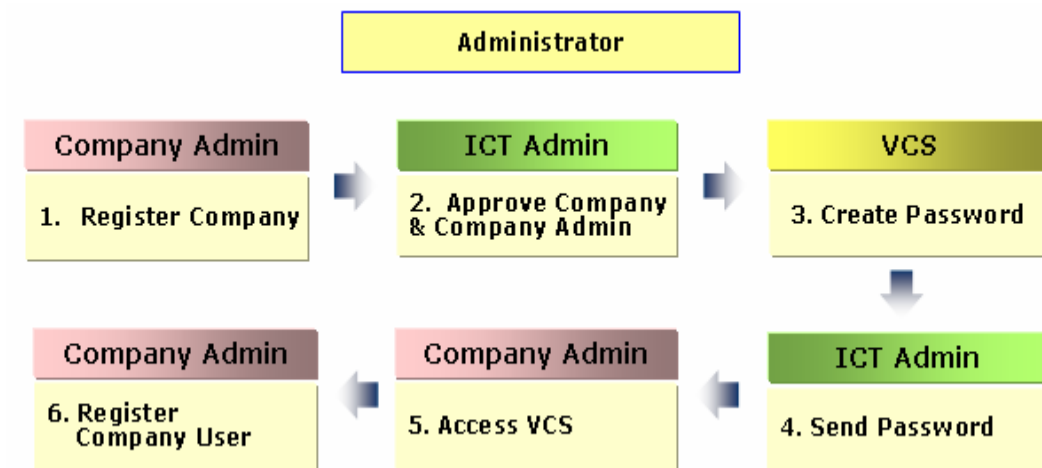 Administrator
Company Admin
1. Register Company
ICT Admin
2. Approve Company
& Company Admin
VCS
3. Create Password
ICT Admin
4. Send Password
Company Admin
5. Access VCS
Company Admin
6. Register
Company User